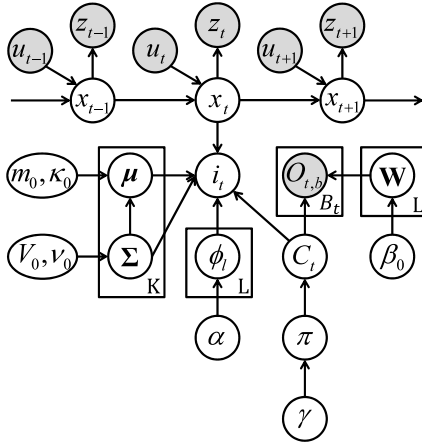 z_{t-1} z_t z_{t+1}
u_{t-1} u_t u_{t+1}
x_{t-1} x_t x_{t+1}
m_0, κ_0 μ i_t O_{t,b} W
B_t L
V_0, ν_0 Σ ϕ_l C_t β_0
K L
α π
γ